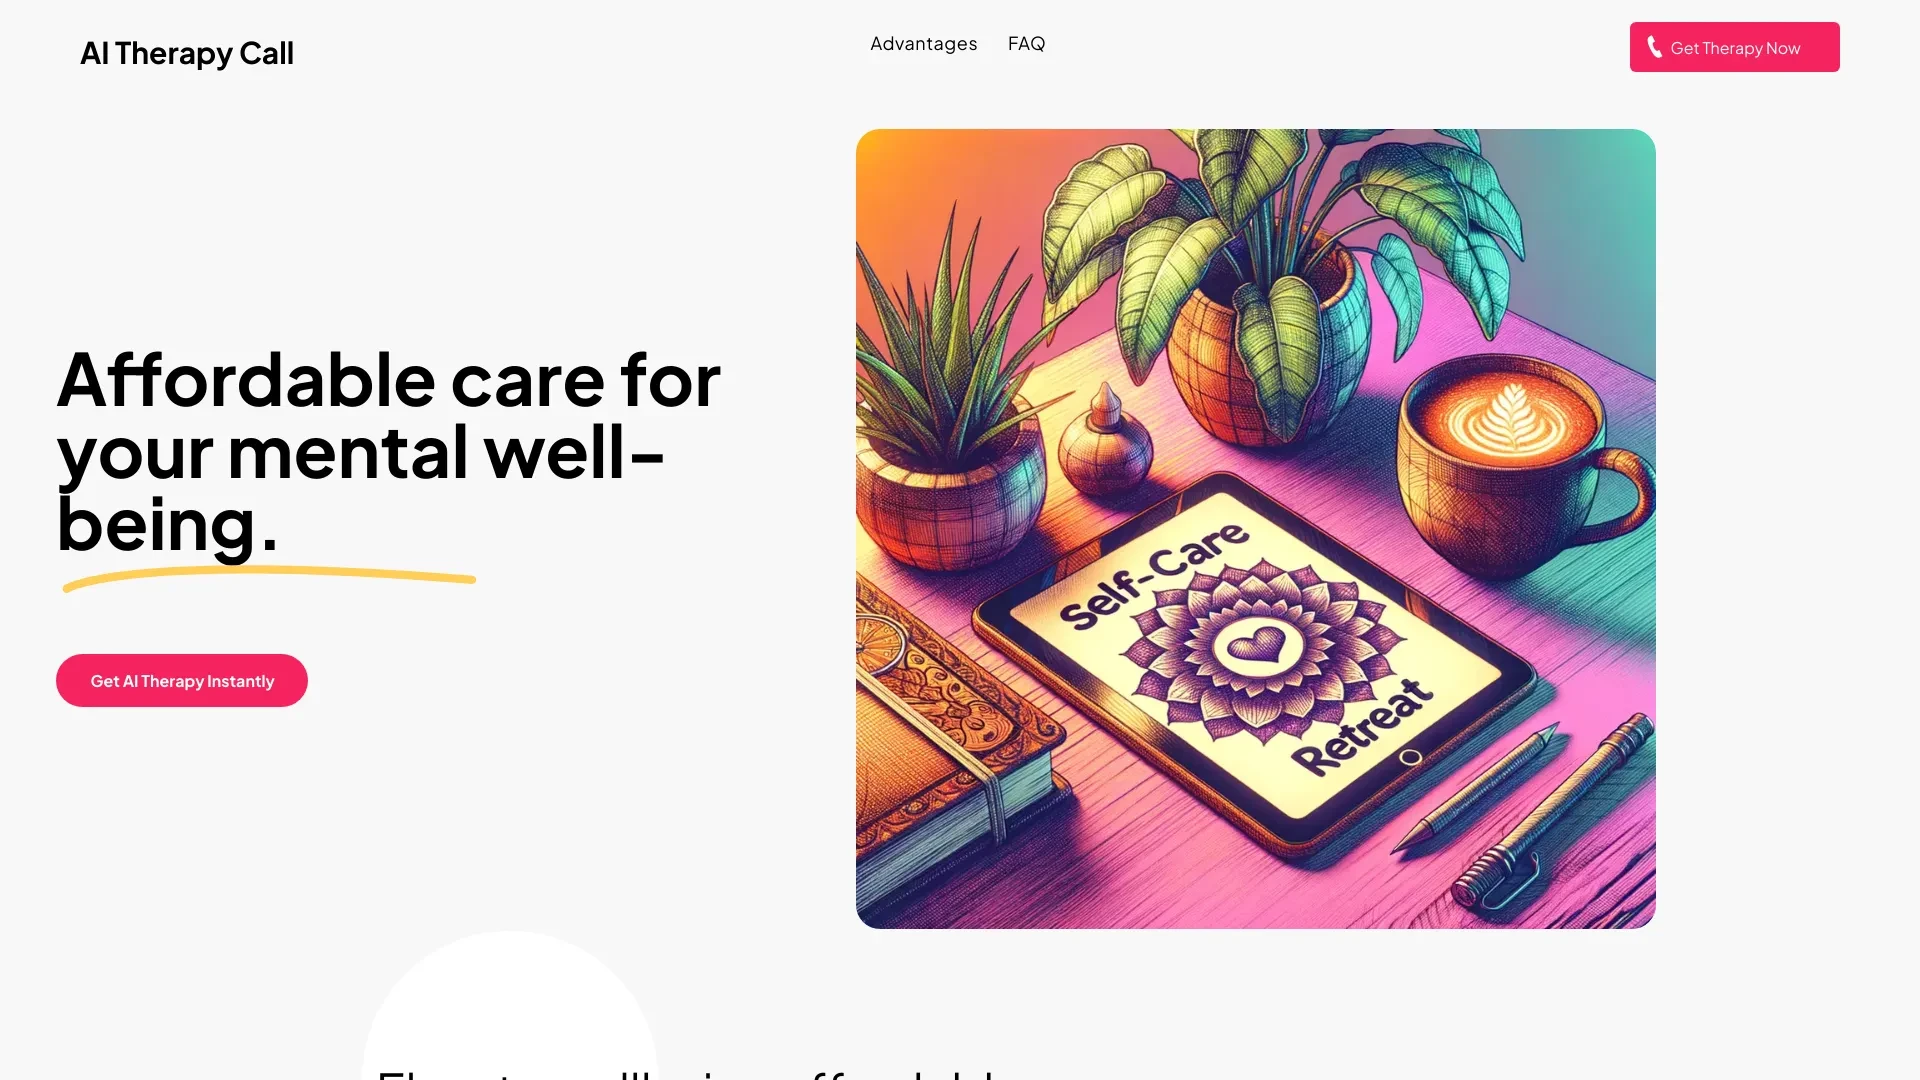 AI Therapy Call
Advantages
FAQ
Get Therapy Now
Affordable care for
your mental well-
being.
Get AI Therapy Instantly
Self-Care
Retreat